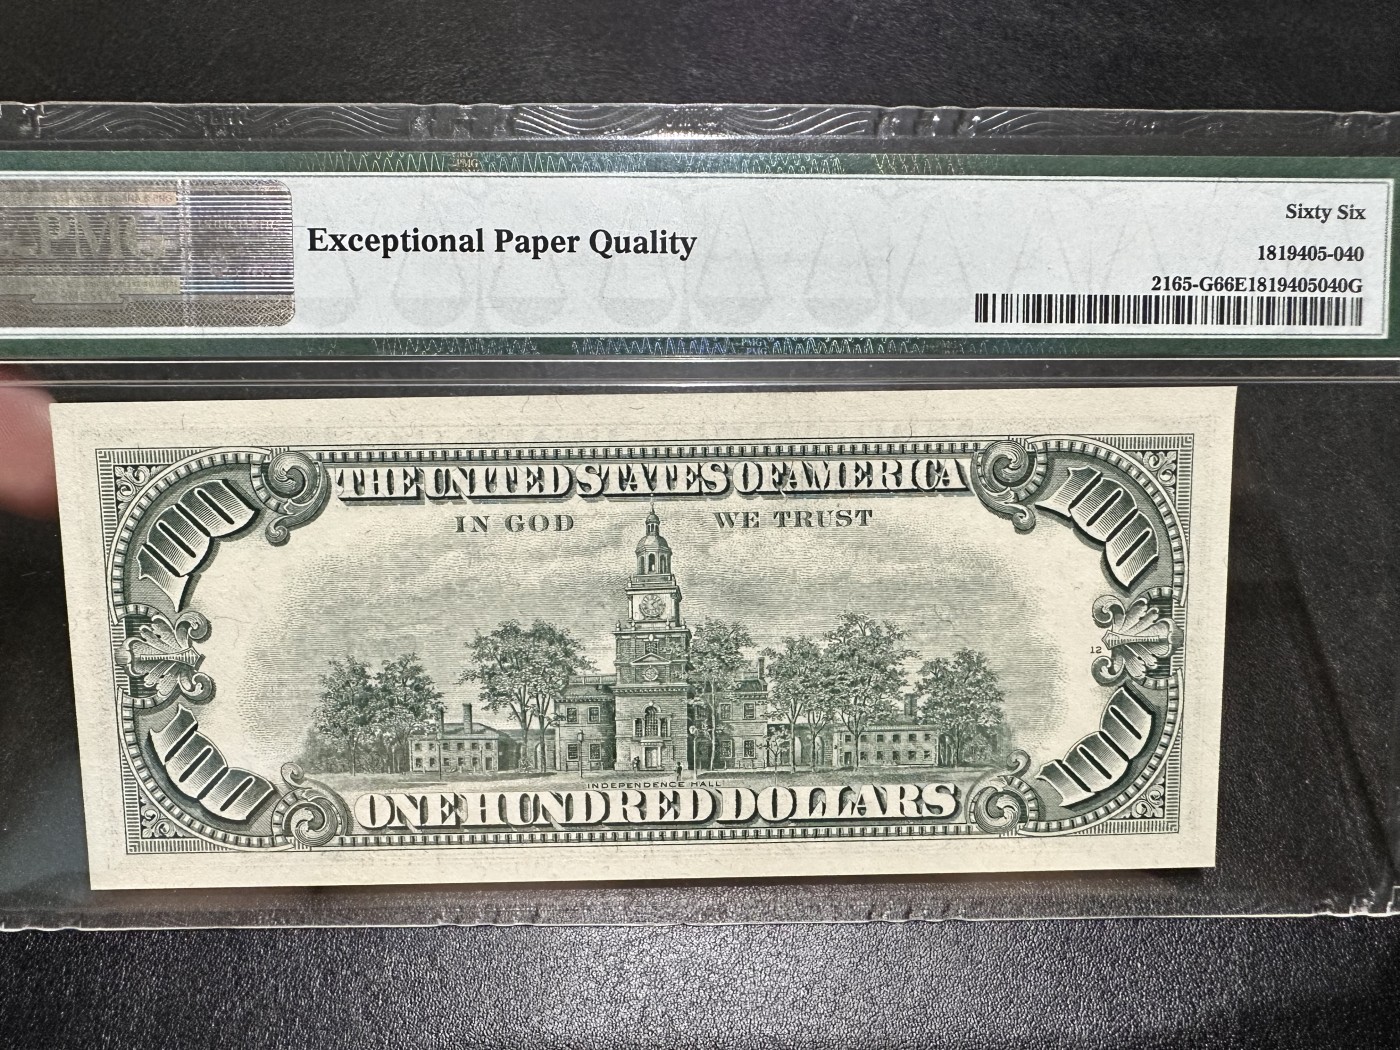 PMG
Exceptional Paper Quality
Sixty Six
1819405-040
2165-G66E1819405040G
THE UNITED STATES OF AMERICA
IN GOD WE TRUST
100
100
12
100
100
INDEPENDENCE HALL
ONE HUNDRED DOLLARS